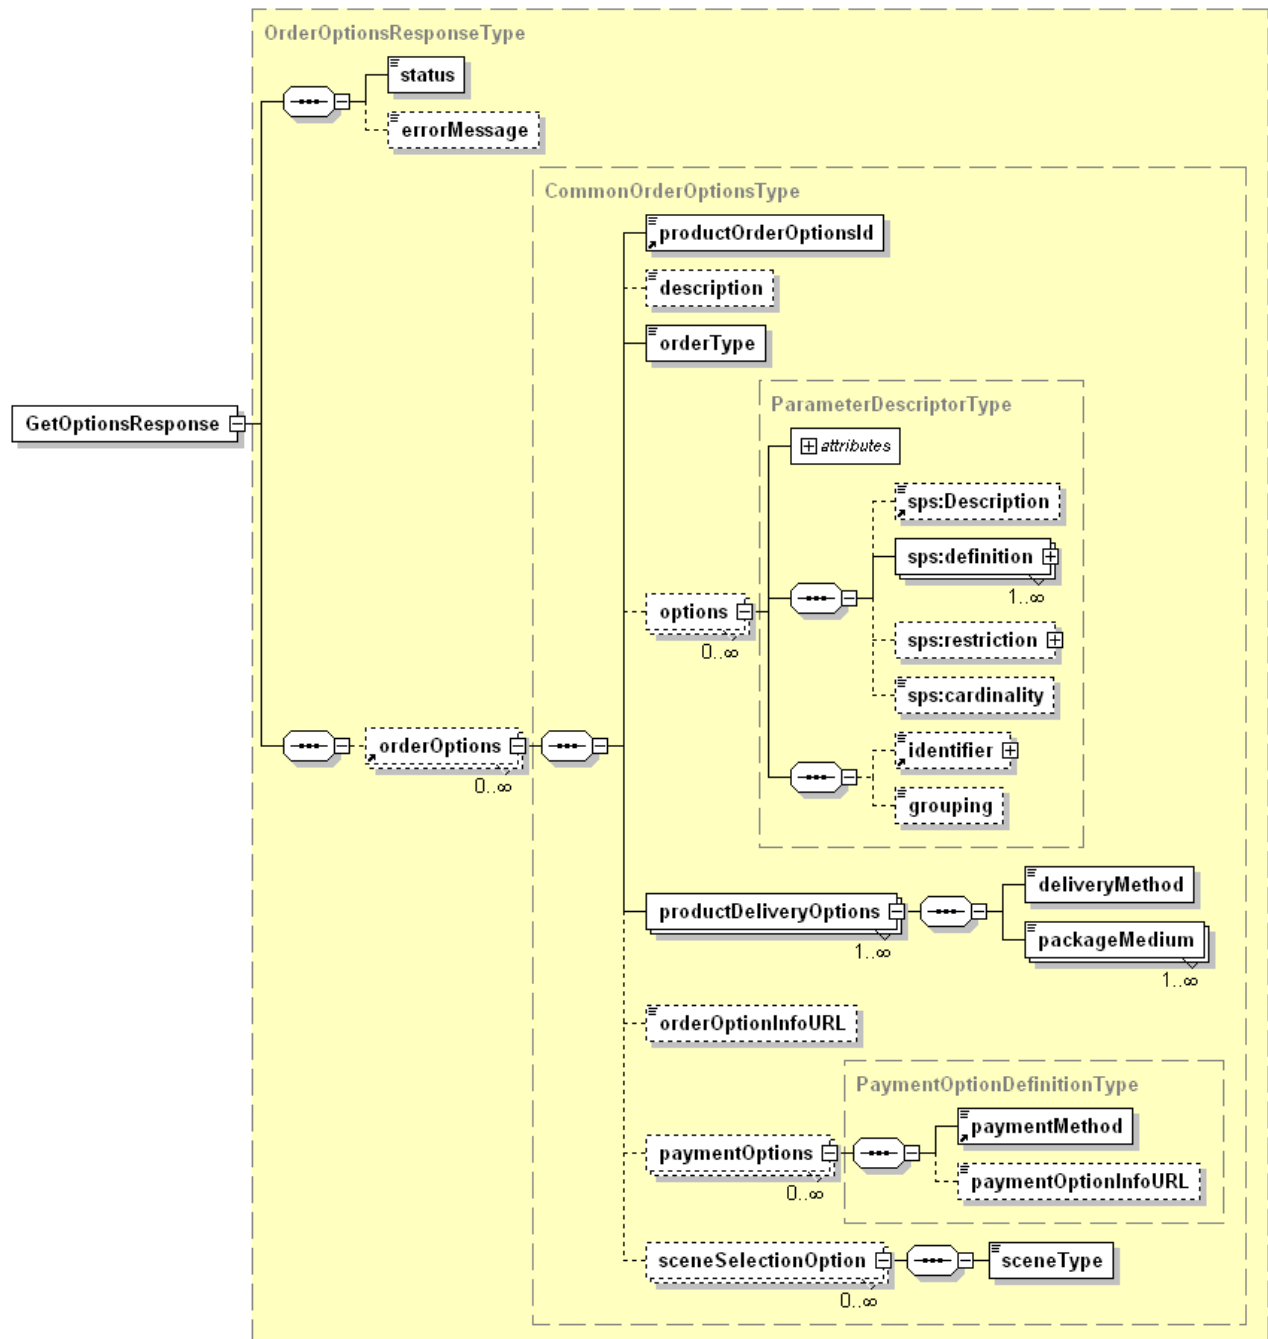 OrderOptionsResponseType
status
errorMessage
CommonOrderOptionsType
productOrderOptionsId
description
orderType
GetOptionsResponse
ParameterDescriptorType
attributes
sps:Description
sps:definition
1..∞
options
0..∞
sps:restriction
sps:cardinality
orderOptions
0..∞
identifier
grouping
productDeliveryOptions
1..∞
deliveryMethod
packageMedium
1..∞
orderOptionInfoURL
PaymentOptionDefinitionType
paymentOptions
0..∞
paymentMethod
paymentOptionInfoURL
sceneSelectionOption
0..∞
sceneType